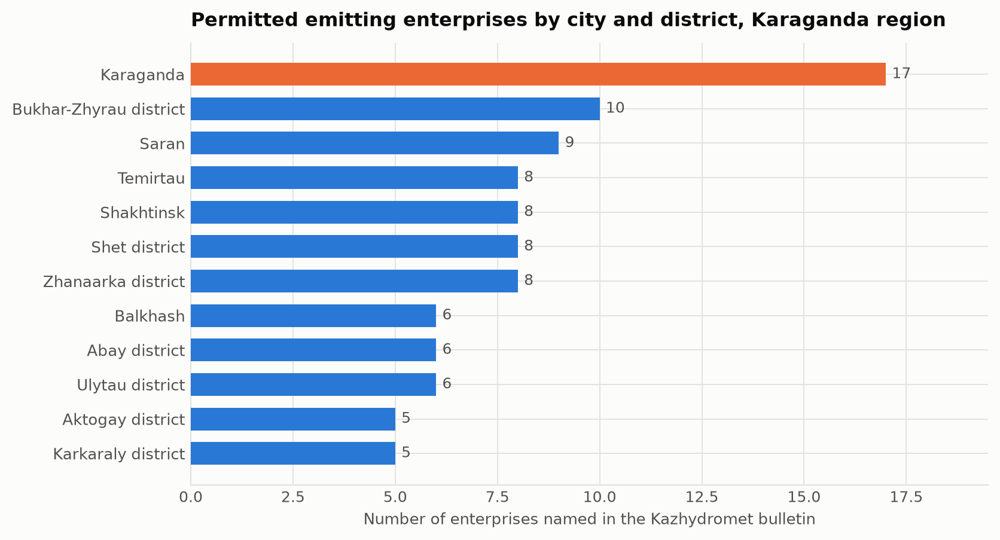 Permitted emitting enterprises by city and district, Karaganda region
Karaganda 17
Bukhar-Zhyrau district 10
Saran 9
Temirtau 8
Shakhtinsk 8
Shet district 8
Zhanaarka district 8
Balkhash 6
Abay district 6
Ulytau district 6
Aktogay district 5
Karkaraly district 5
0.0 2.5 5.0 7.5 10.0 12.5 15.0 17.5
Number of enterprises named in the Kazhydromet bulletin